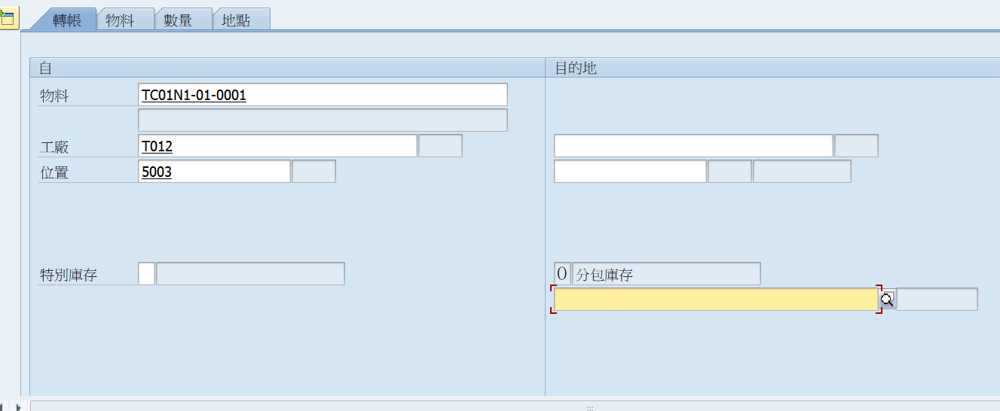 轉帳 物料 數量 地點
自 目的地
物料 TC01N1-01-0001
工廠 T012
位置 5003
特別庫存 O 分包庫存